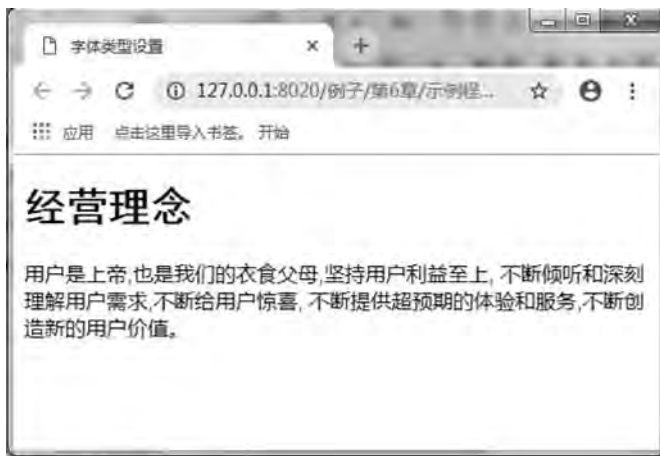 字体类型设置
127.0.0.1:8020/例子/第6章/示例程...
应用 点击这里导入书签。 开始
经营理念
用户是上帝,也是我们的衣食父母,坚持用户利益至上, 不断倾听和深刻
理解用户需求,不断给用户惊喜, 不断提供超预期的体验和服务,不断创
造新的用户价值。